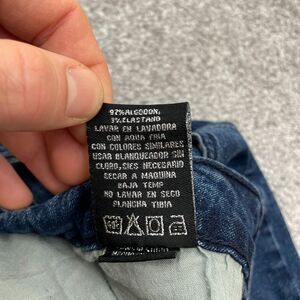 97%ALGODON,
3%ELASTANO
LAVAR EN LAVADORA
CON AGUA FRIA
CON COLORES SIMILARES
USAR BLANQUEADOR SIN
CLORO,SIES NECESARIO
SECAR A MAQUINA
BAJA TEMP
NO LAVAR EN SECO
PLANCHA TIBIA